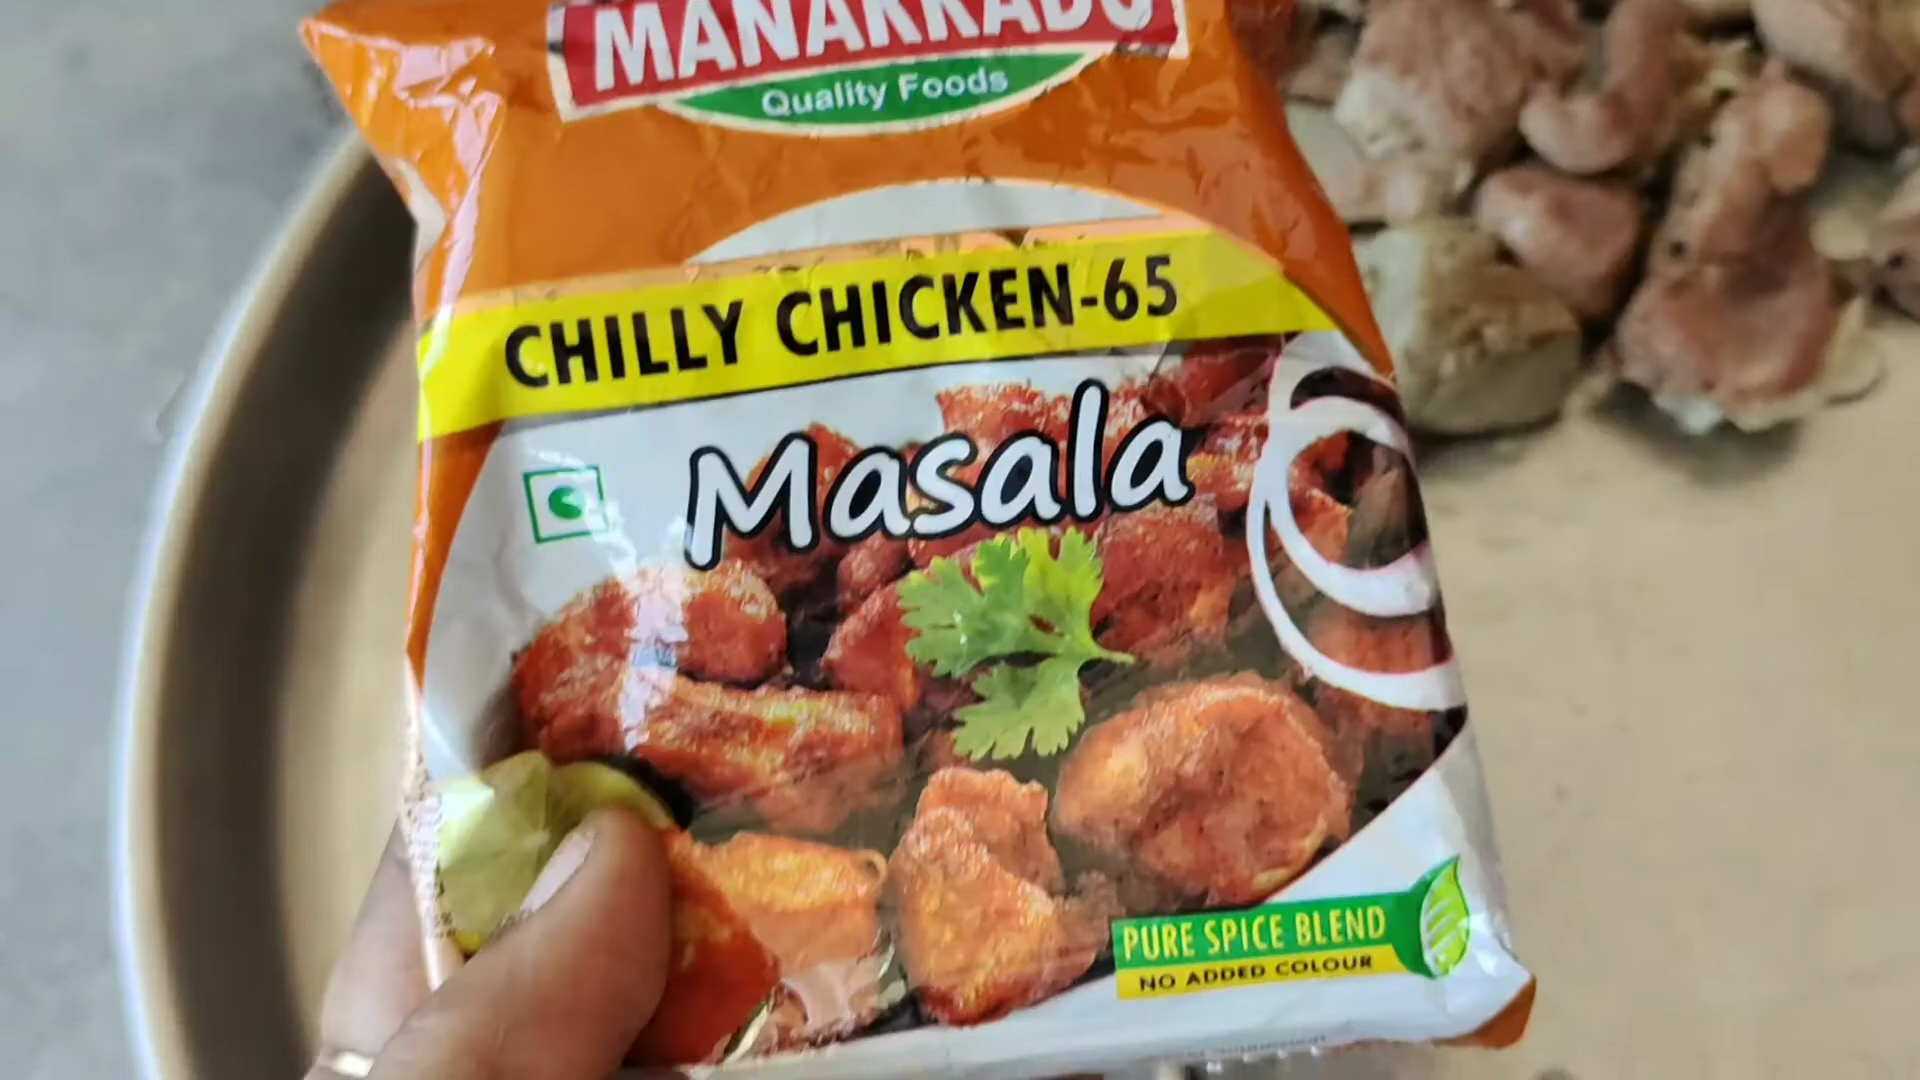 MANAKKADU
Quality Foods
CHILLY CHICKEN-65
Masala
PURE SPICE BLEND
NO ADDED COLOUR